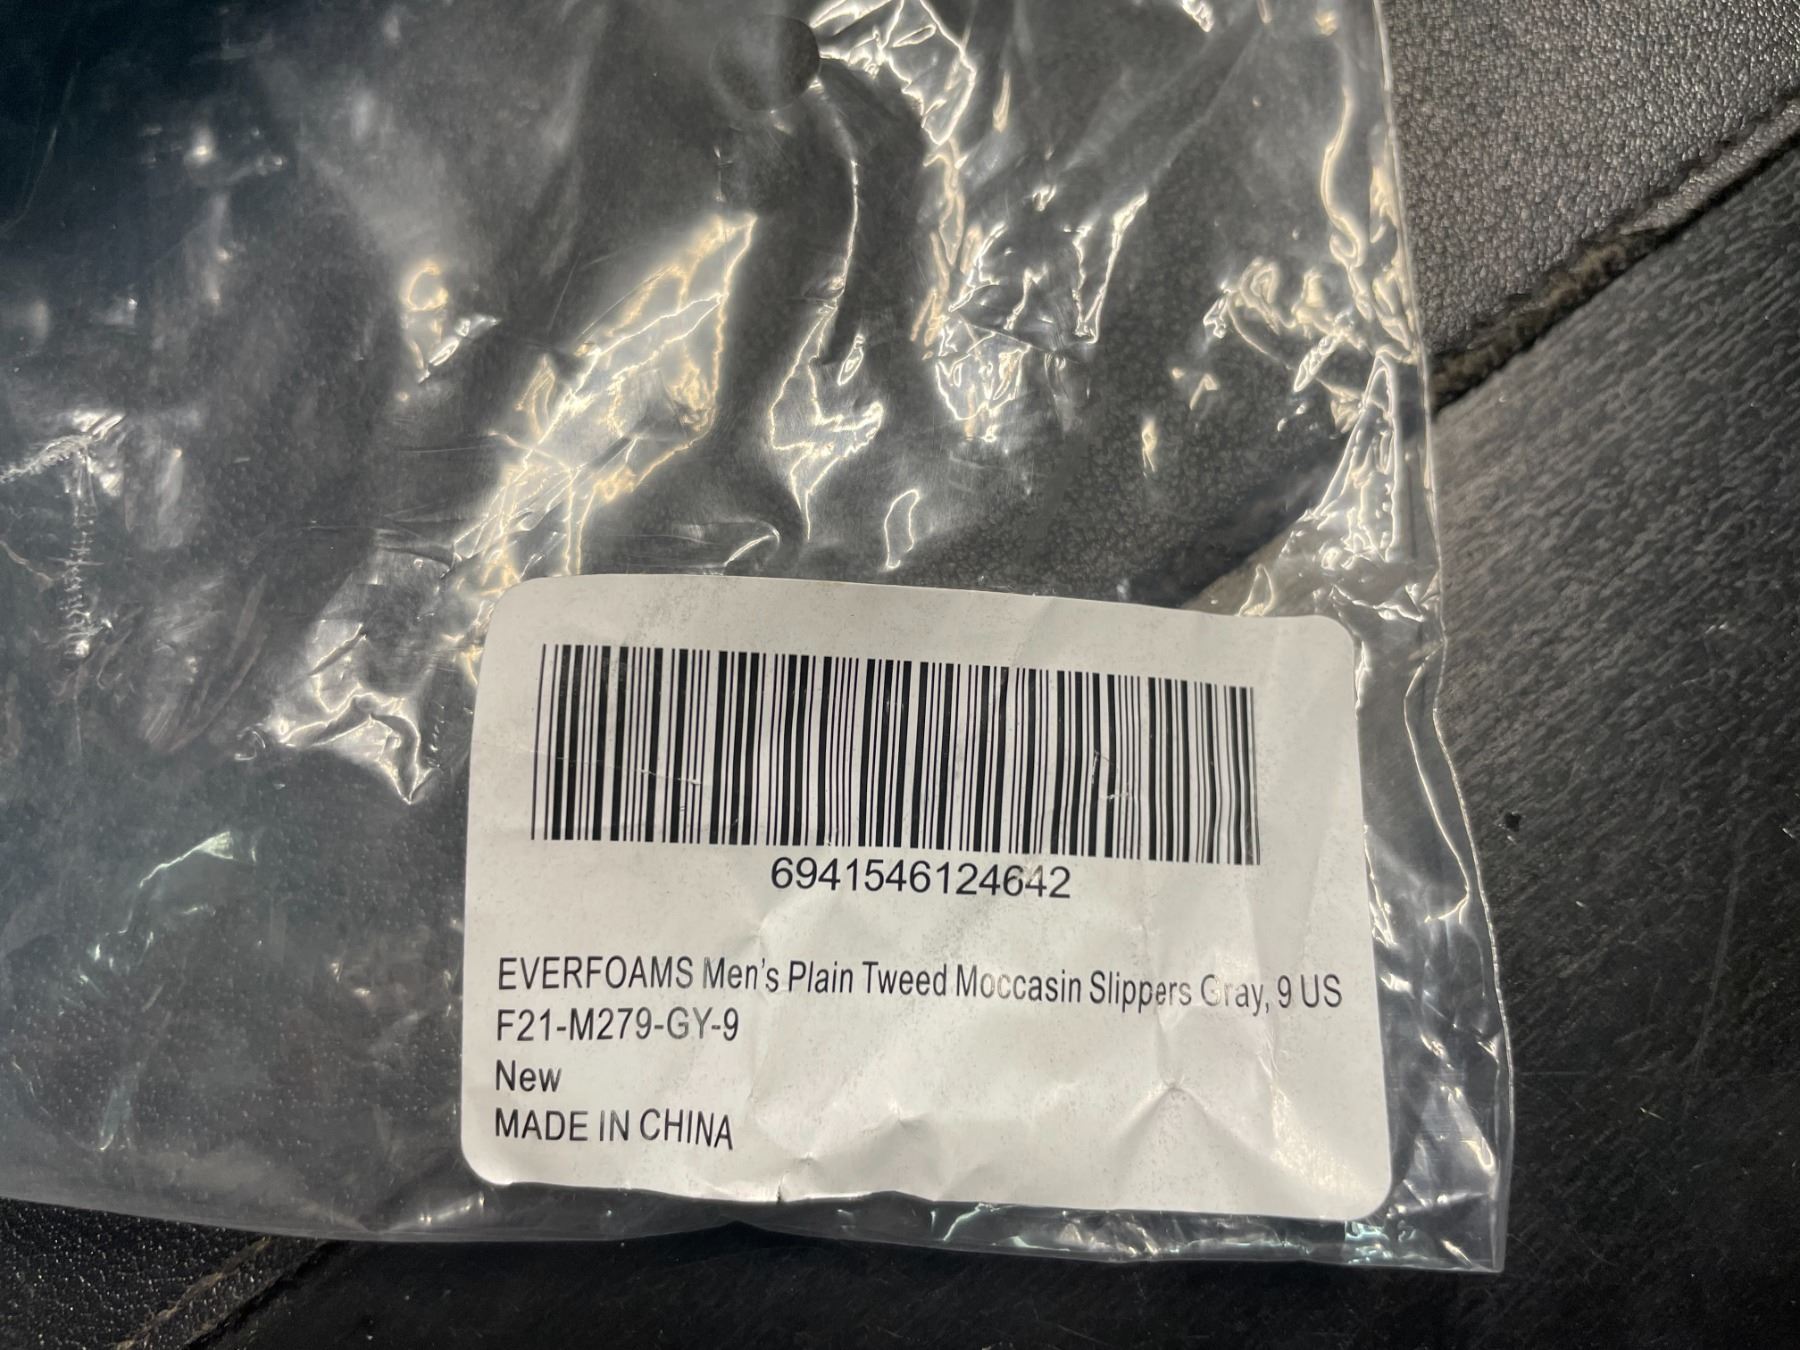 6941546124642
EVERFOAMS Men's Plain Tweed Moccasin Slippers Gray, 9 US
F21-M279-GY-9
New
MADE IN CHINA